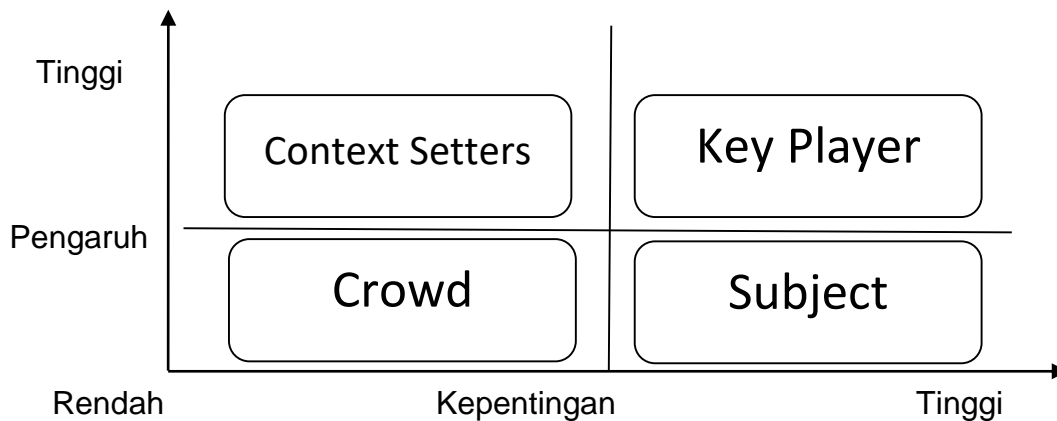 Tinggi
Context Setters
Key Player
Pengaruh
Crowd
Subject
Rendah
Kepentingan
Tinggi